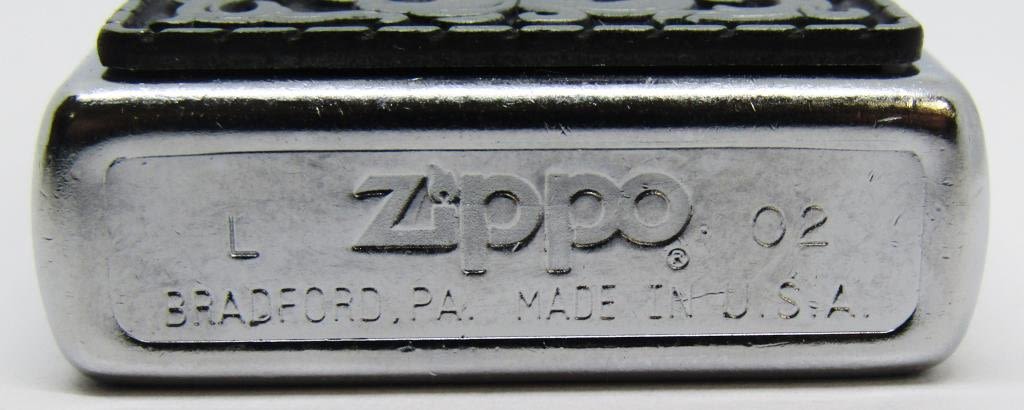 L Zippo® 02
BRADFORD, PA. MADE IN U.S.A.